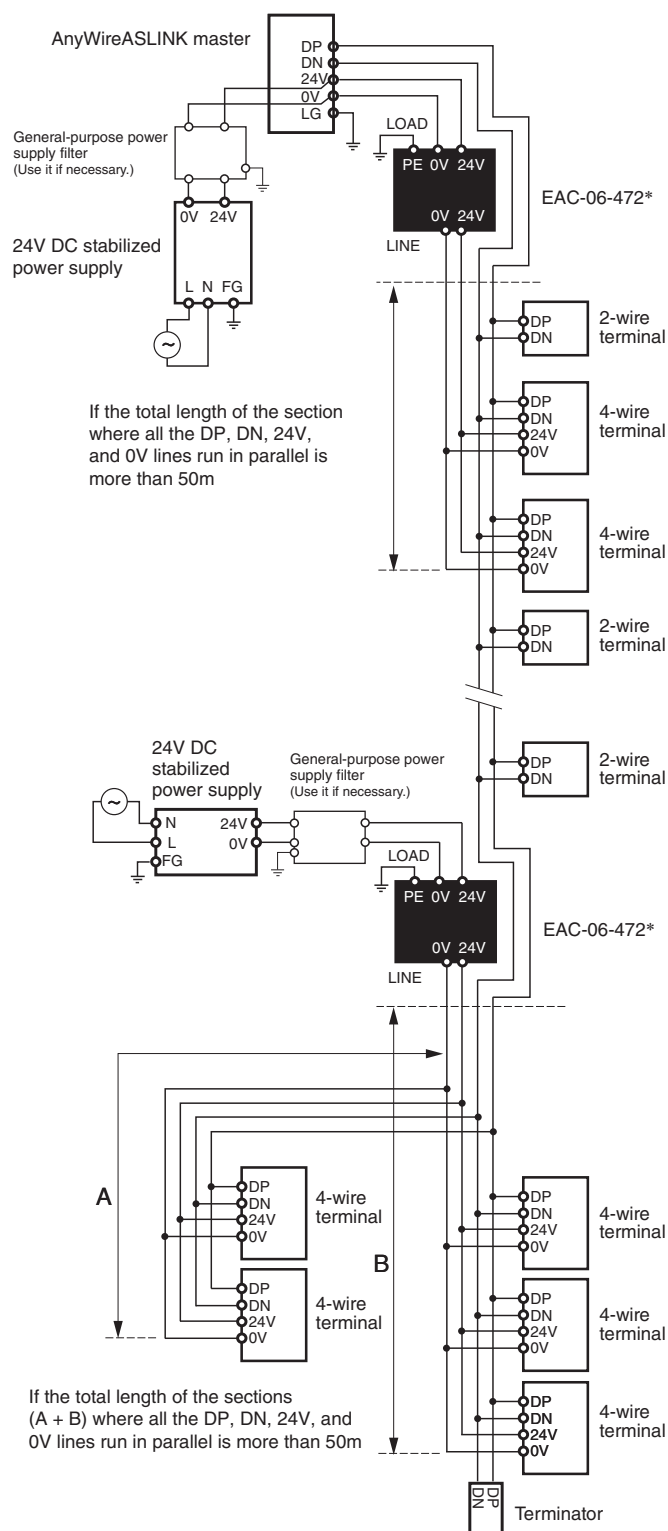 AnyWireASLINK master
DP
DN
24V
0V
LG
General-purpose power
supply filter
(Use it if necessary.)
LOAD
PE 0V 24V
0V 24V
LINE
EAC-06-472*
0V 24V
24V DC stabilized
power supply
L N FG
~
If the total length of the section
where all the DP, DN, 24V,
and 0V lines run in parallel is
more than 50m
DP
DN
2-wire
terminal
DP
DN
24V
0V
4-wire
terminal
DP
DN
24V
0V
4-wire
terminal
DP
DN
2-wire
terminal
DP
DN
2-wire
terminal
24V DC
stabilized
power supply
General-purpose power
supply filter
(Use it if necessary.)
~
N
L
FG
24V
0V
LOAD
PE 0V 24V
0V 24V
LINE
EAC-06-472*
A
B
DP
DN
24V
0V
4-wire
terminal
DP
DN
24V
0V
4-wire
terminal
DP
DN
24V
0V
4-wire
terminal
DP
DN
24V
0V
4-wire
terminal
DP
DN
24V
0V
4-wire
terminal
If the total length of the sections
(A + B) where all the DP, DN, 24V, and
0V lines run in parallel is more than 50m
DN
DP
Terminator